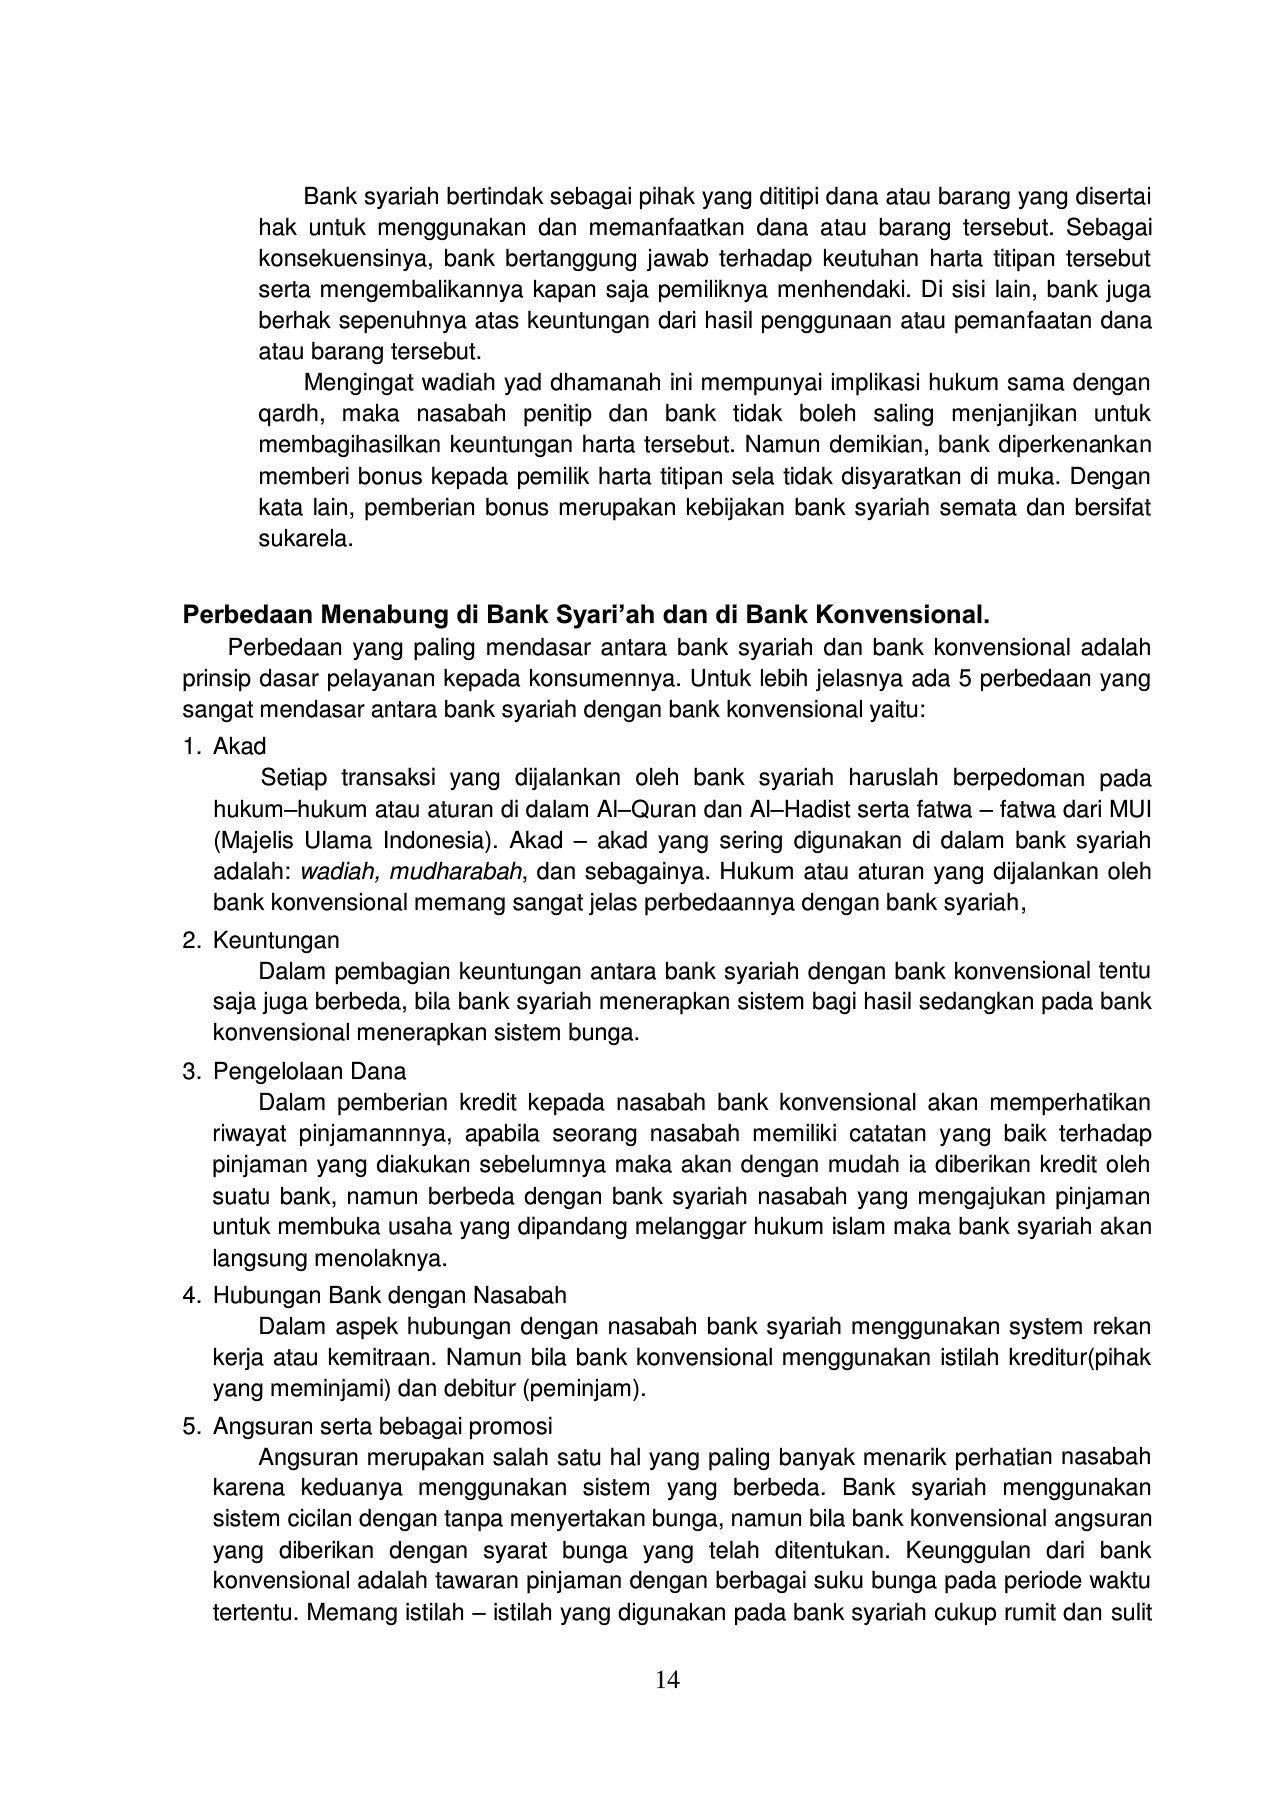 Bank syariah bertindak sebagai pihak yang dititipi dana atau barang yang disertai
hak untuk menggunakan dan memanfaatkan dana atau barang tersebut. Sebagai
konsekuensinya, bank bertanggung jawab terhadap keutuhan harta titipan tersebut
serta mengembalikannya kapan saja pemiliknya menhendaki. Di sisi lain, bank juga
berhak sepenuhnya atas keuntungan dari hasil penggunaan atau pemanfaatan dana
atau barang tersebut.
Mengingat wadiah yad dhamanah ini mempunyai implikasi hukum sama dengan
qardh, maka nasabah penitip dan bank tidak boleh saling menjanjikan untuk
membagihasilkan keuntungan harta tersebut. Namun demikian, bank diperkenankan
memberi bonus kepada pemilik harta titipan sela tidak disyaratkan di muka. Dengan
kata lain, pemberian bonus merupakan kebijakan bank syariah semata dan bersifat
sukarela.
Perbedaan Menabung di Bank Syari’ah dan di Bank Konvensional.
Perbedaan yang paling mendasar antara bank syariah dan bank konvensional adalah
prinsip dasar pelayanan kepada konsumennya. Untuk lebih jelasnya ada 5 perbedaan yang
sangat mendasar antara bank syariah dengan bank konvensional yaitu:
1. Akad
Setiap transaksi yang dijalankan oleh bank syariah haruslah berpedoman pada
hukum–hukum atau aturan di dalam Al–Quran dan Al–Hadist serta fatwa – fatwa dari MUI
(Majelis Ulama Indonesia). Akad – akad yang sering digunakan di dalam bank syariah
adalah: wadiah, mudharabah, dan sebagainya. Hukum atau aturan yang dijalankan oleh
bank konvensional memang sangat jelas perbedaannya dengan bank syariah,
2. Keuntungan
Dalam pembagian keuntungan antara bank syariah dengan bank konvensional tentu
saja juga berbeda, bila bank syariah menerapkan sistem bagi hasil sedangkan pada bank
konvensional menerapkan sistem bunga.
3. Pengelolaan Dana
Dalam pemberian kredit kepada nasabah bank konvensional akan memperhatikan
riwayat pinjamannnya, apabila seorang nasabah memiliki catatan yang baik terhadap
pinjaman yang diakukan sebelumnya maka akan dengan mudah ia diberikan kredit oleh
suatu bank, namun berbeda dengan bank syariah nasabah yang mengajukan pinjaman
untuk membuka usaha yang dipandang melanggar hukum islam maka bank syariah akan
langsung menolaknya.
4. Hubungan Bank dengan Nasabah
Dalam aspek hubungan dengan nasabah bank syariah menggunakan system rekan
kerja atau kemitraan. Namun bila bank konvensional menggunakan istilah kreditur(pihak
yang meminjami) dan debitur (peminjam).
5. Angsuran serta bebagai promosi
Angsuran merupakan salah satu hal yang paling banyak menarik perhatian nasabah
karena keduanya menggunakan sistem yang berbeda. Bank syariah menggunakan
sistem cicilan dengan tanpa menyertakan bunga, namun bila bank konvensional angsuran
yang diberikan dengan syarat bunga yang telah ditentukan. Keunggulan dari bank
konvensional adalah tawaran pinjaman dengan berbagai suku bunga pada periode waktu
tertentu. Memang istilah – istilah yang digunakan pada bank syariah cukup rumit dan sulit
14